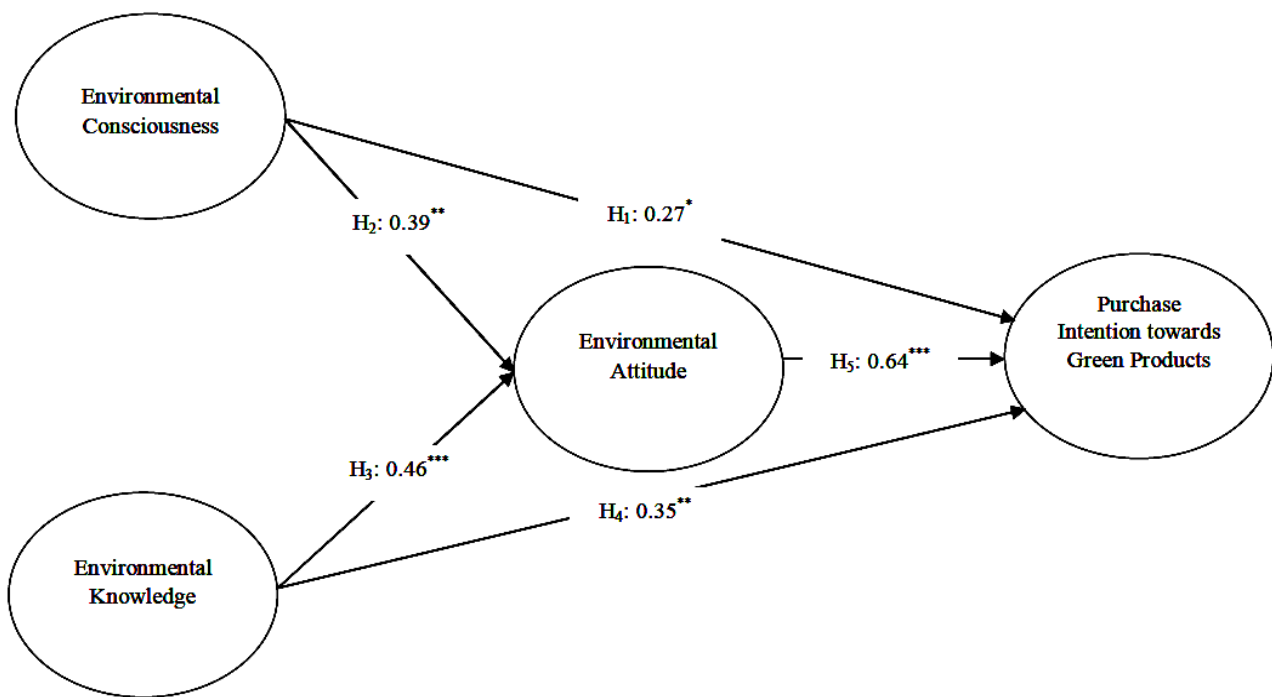 Environmental
Consciousness
H₂: 0.39**
H₁: 0.27*
Environmental
Attitude
H₅: 0.64***
Purchase
Intention towards
Green Products
H₃: 0.46***
H₄: 0.35**
Environmental
Knowledge